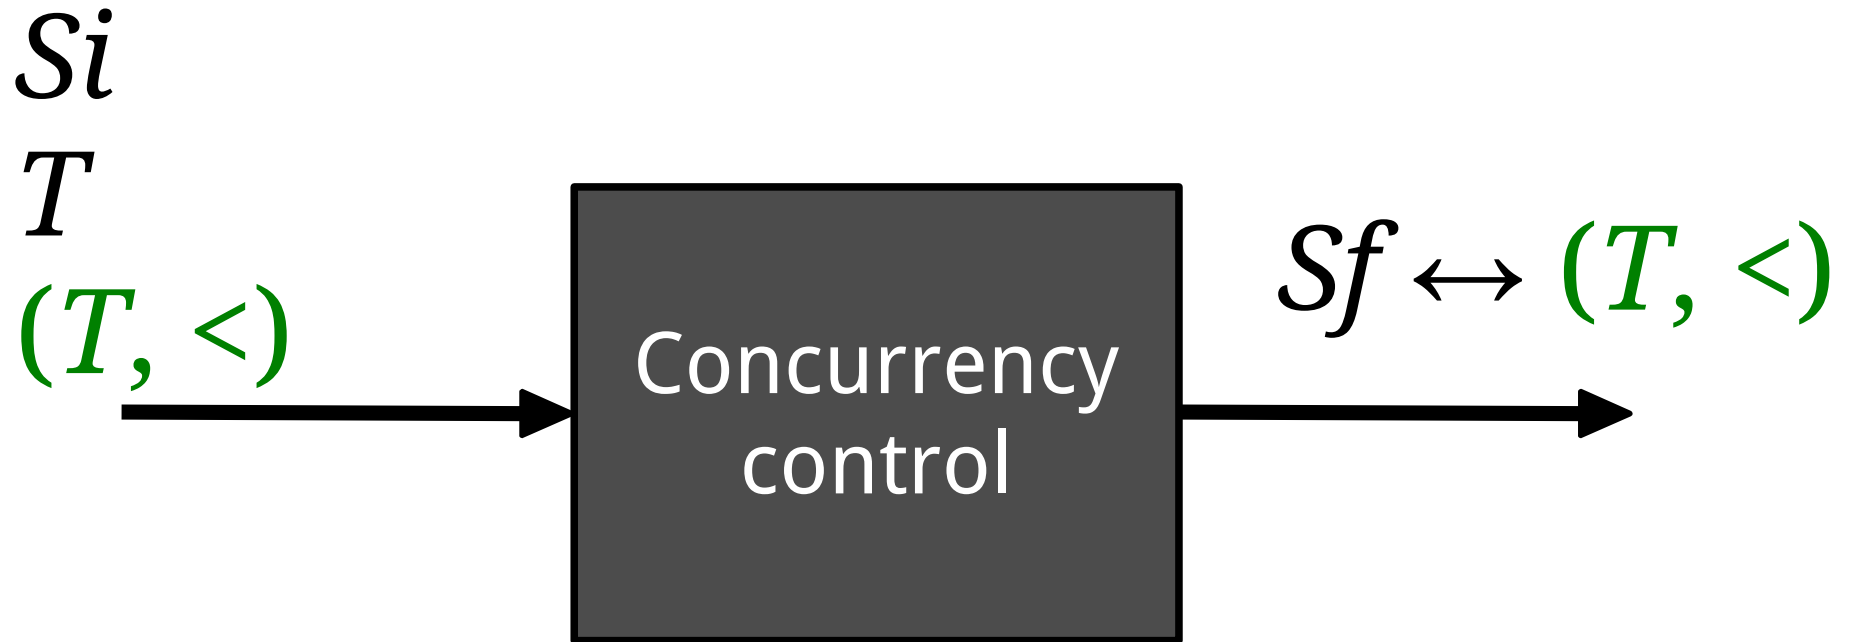 Si
T
(T, <)
Concurrency
control
Sf ↔ (T, <)